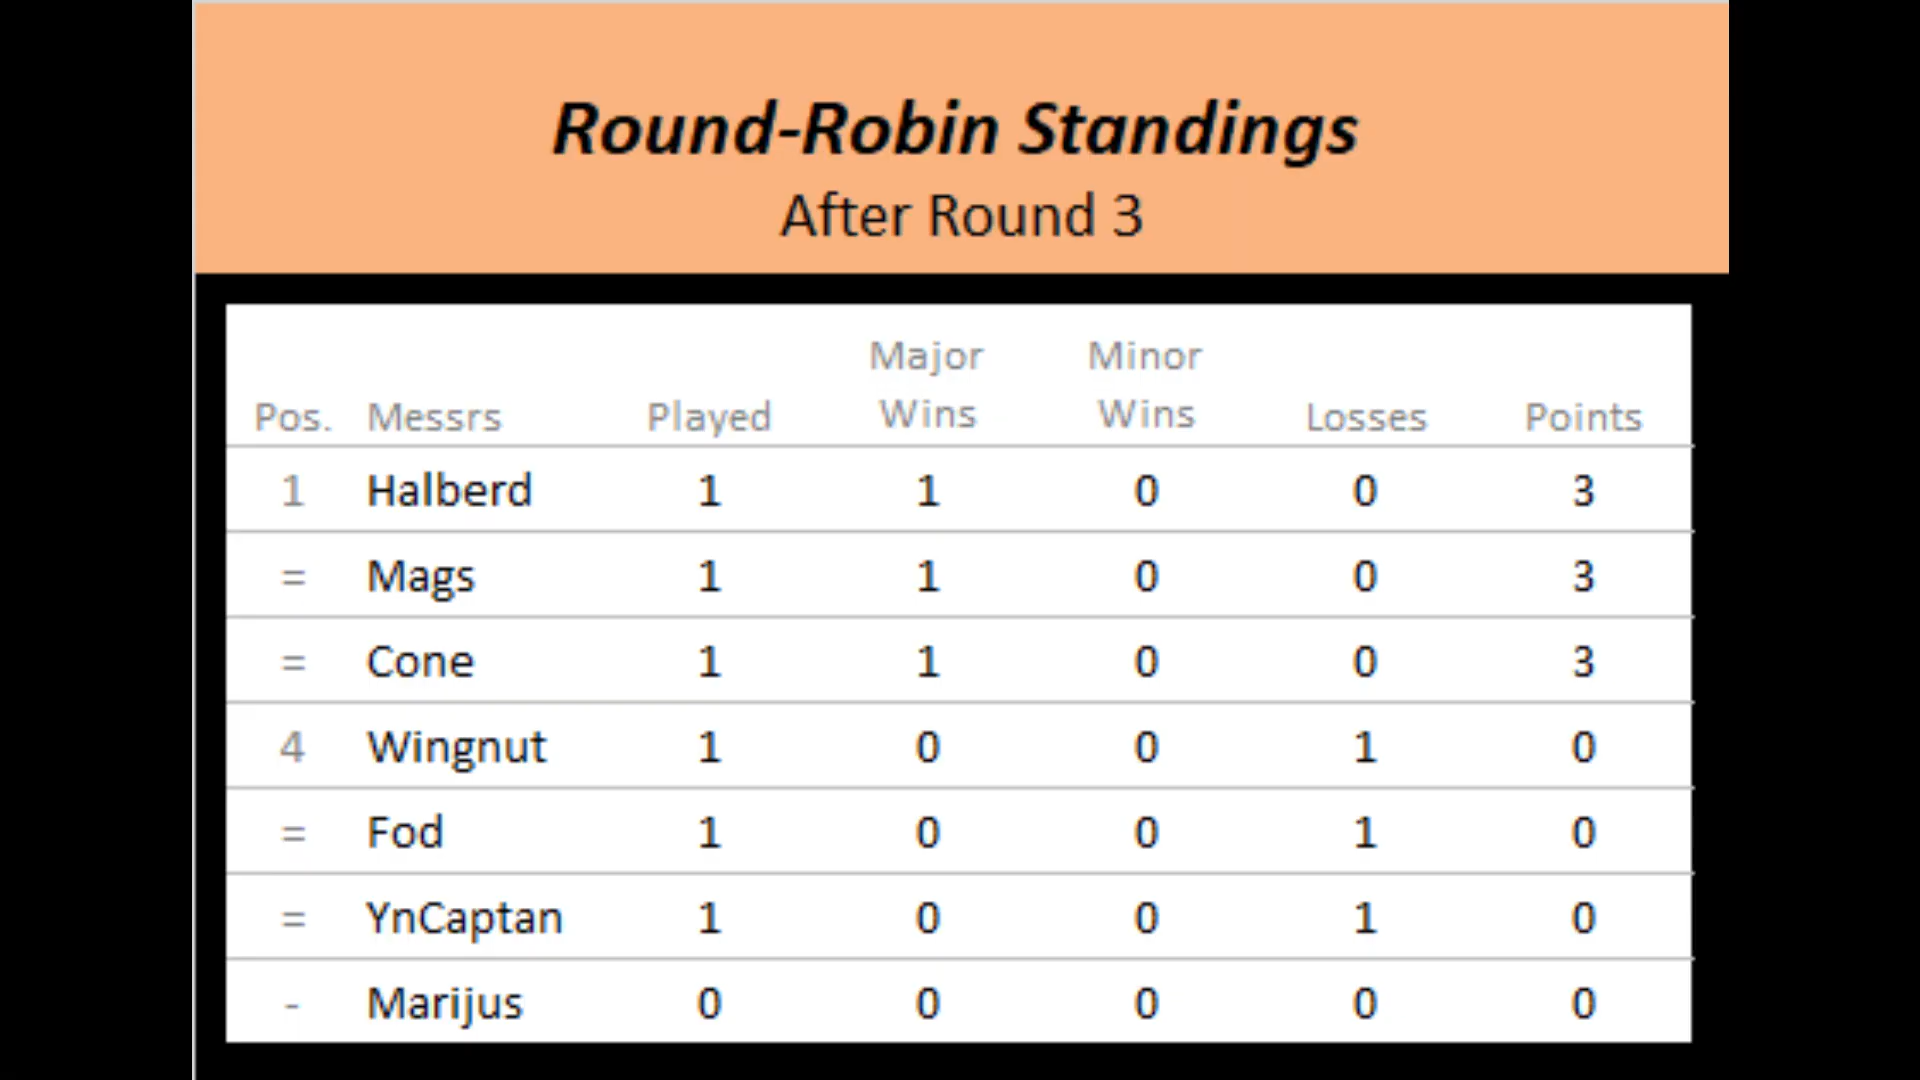 Round-Robin Standings
After Round 3
Pos. Messrs Played Major Wins Minor Wins Losses Points
1 Halberd 1 1 0 0 3
= Mags 1 1 0 0 3
= Cone 1 1 0 0 3
4 Wingnut 1 0 0 1 0
= Fod 1 0 0 1 0
= YnCaptan 1 0 0 1 0
- Marijus 0 0 0 0 0